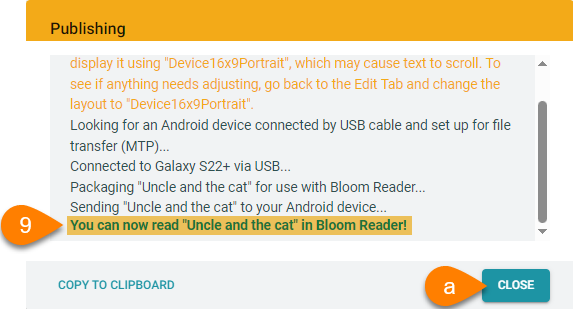 Publishing
display it using "Device16x9Portrait", which may cause text to scroll. To
see if anything needs adjusting, go back to the Edit Tab and change the
layout to "Device16x9Portrait".
Looking for an Android device connected by USB cable and set up for file
transfer (MTP)...
Connected to Galaxy S22+ via USB...
Packaging "Uncle and the cat" for use with Bloom Reader...
Sending "Uncle and the cat" to your Android device...
9 You can now read "Uncle and the cat" in Bloom Reader!
COPY TO CLIPBOARD a CLOSE